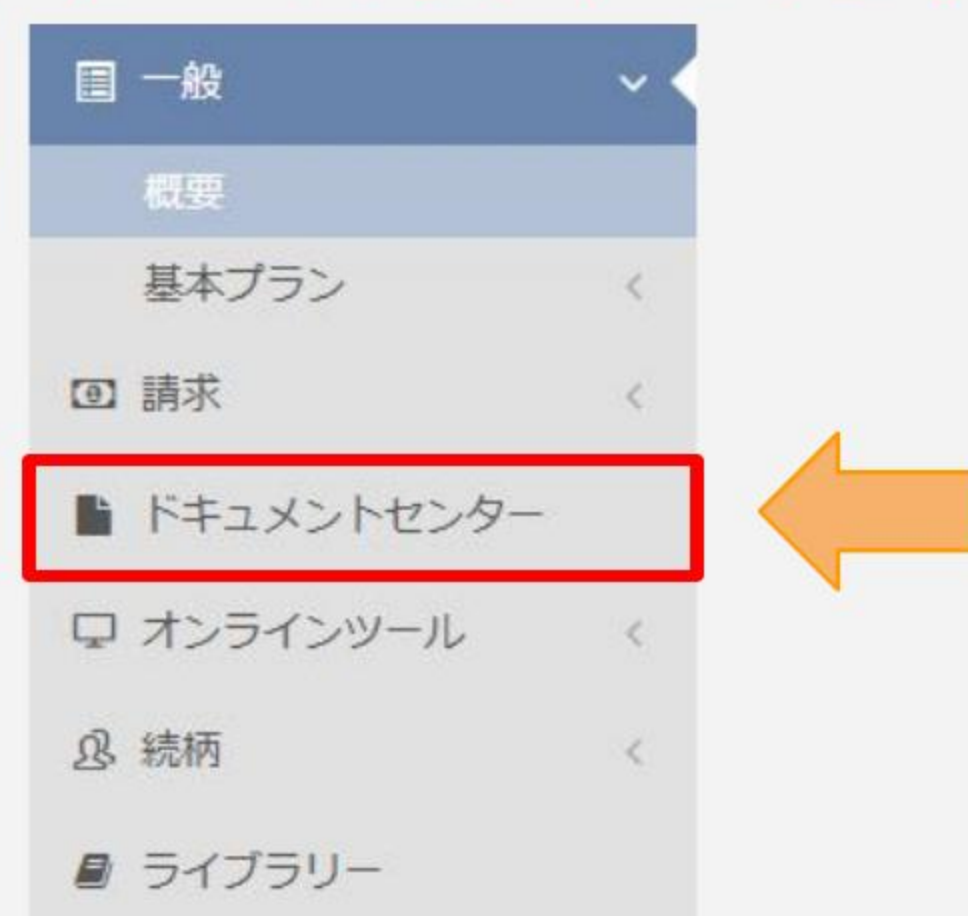 一般
概要
基本プラン
請求
ドキュメントセンター
オンラインツール
続柄
ライブラリー